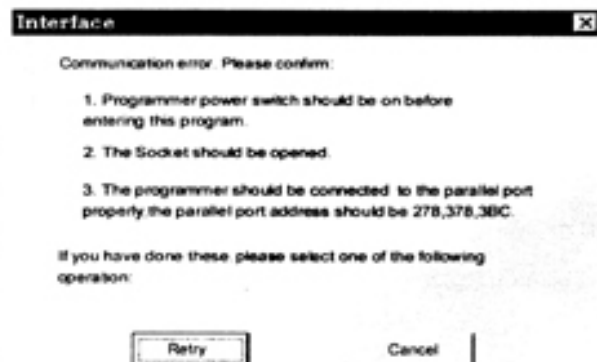 Interface
Communication error. Please confirm:
1. Programmer power switch should be on before
entering this program.
2. The Socket should be opened.
3. The programmer should be connected to the parallel port
properly.the parallel port address should be 278,378,3BC.
If you have done these please select one of the following
operation:
Retry
Cancel